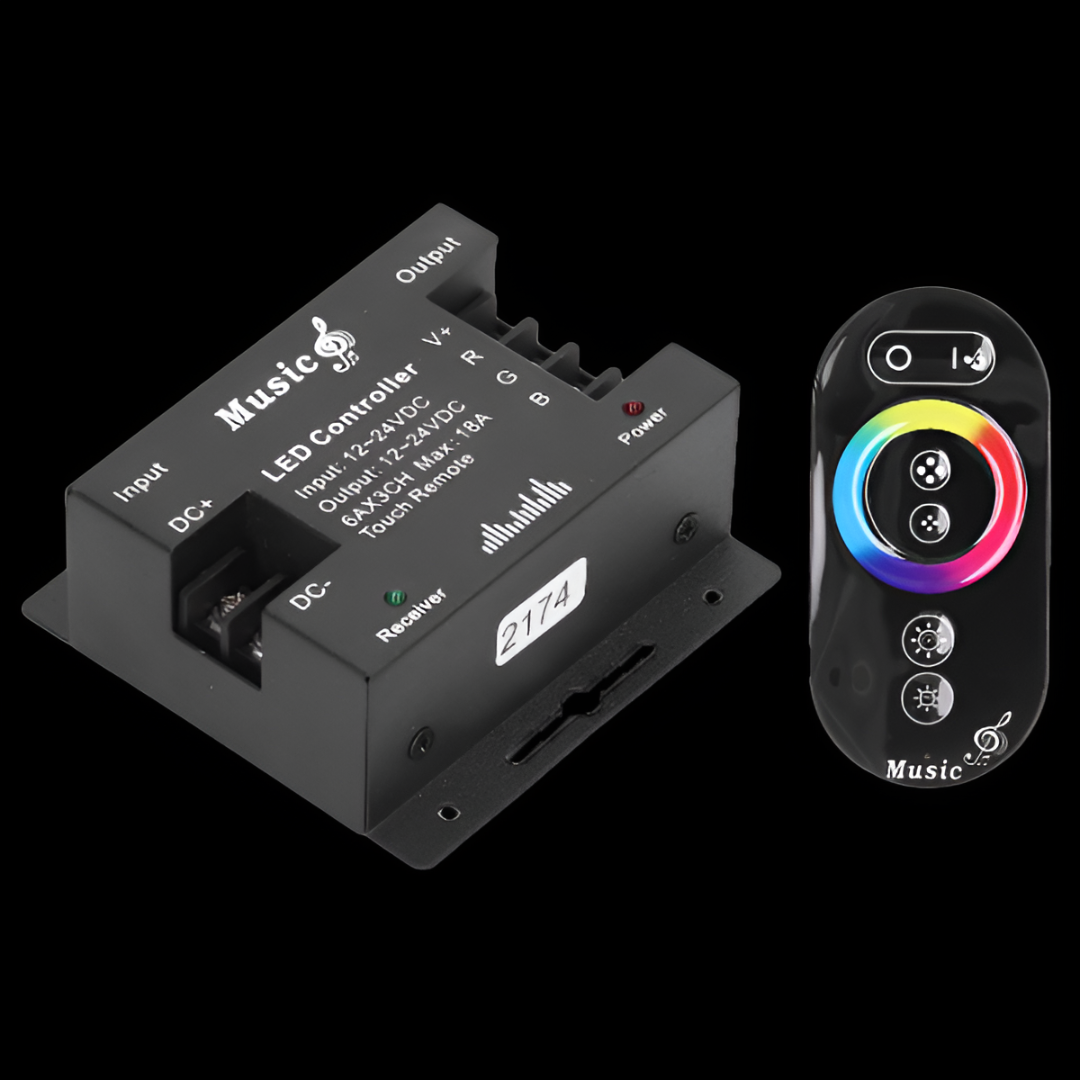 Output
V+
R
G
B
Power
Music
LED Controller
Input: 12~24VDC
Output: 12~24VDC
6AX3CH Max: 18A
Touch Remote
Input
DC+
DC-
Receiver
2174
Music